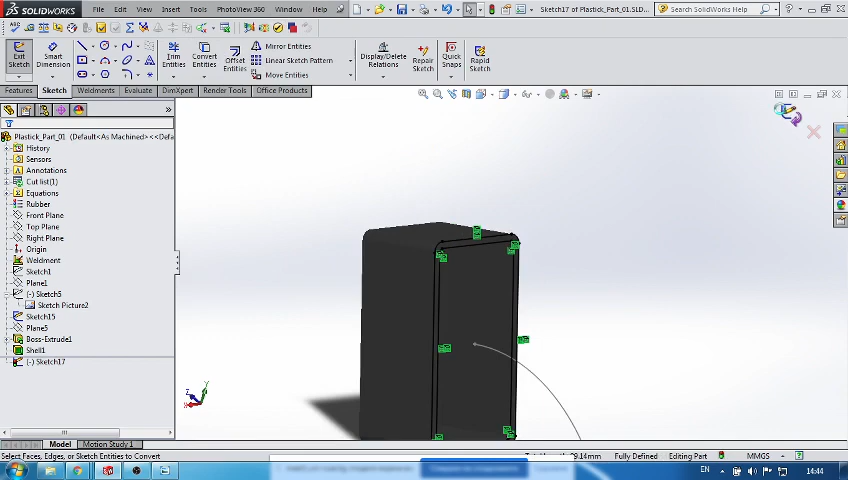 SOLIDWORKS File Edit View Insert Tools PhotoView 360 Window Help Sketch17 of Plastick_Part_01.SLD... Search SolidWorks Help
Exit Sketch
Smart Dimension
Trim Entities
Convert Entities
Offset Entities
Mirror Entities
Linear Sketch Pattern
Move Entities
Display/Delete Relations
Repair Sketch
Quick Snaps
Rapid Sketch
Features Sketch Weldments Evaluate DimXpert Render Tools Office Products
Plastick_Part_01 (Default<As Machined><<Defa
History
Sensors
Annotations
Cut list(1)
Equations
Rubber
Front Plane
Top Plane
Right Plane
Origin
Weldment
Sketch1
Plane1
(-) Sketch5
Sketch Picture2
Sketch15
Plane5
Boss-Extrude1
Shell1
(-) Sketch17
Y
Z
X
Model Motion Study 1
Select Faces, Edges, or Sketch Entities to Convert Fully Defined Editing Part MMGS
EN 14:44